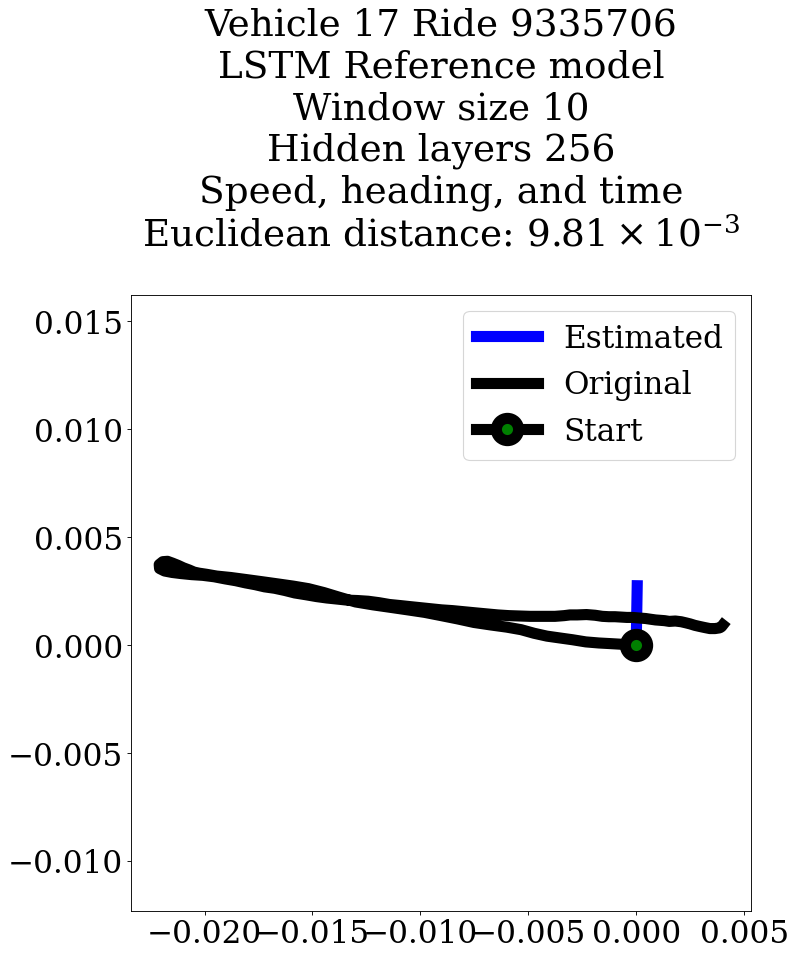 Vehicle 17 Ride 9335706
LSTM Reference model
Window size 10
Hidden layers 256
Speed, heading, and time
Euclidean distance: 9.81 × 10⁻³
Estimated
Original
Start
0.015
0.010
0.005
0.000
−0.005
−0.010
−0.020 −0.015 −0.010 −0.005 0.000 0.005